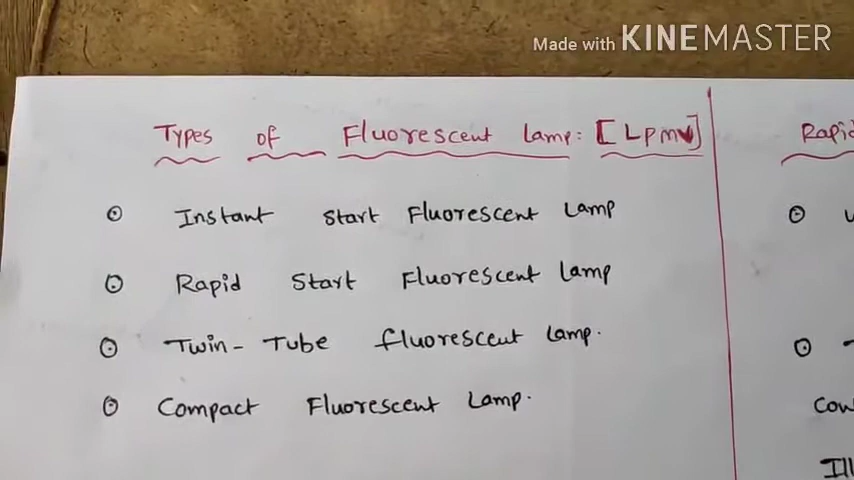 Made with KINEMASTER
Types of Fluorescent Lamp: [LPMV]
Instant Start Fluorescent Lamp
Rapid Start Fluorescent Lamp
Twin-Tube fluorescent Lamp.
Compact Fluorescent Lamp.